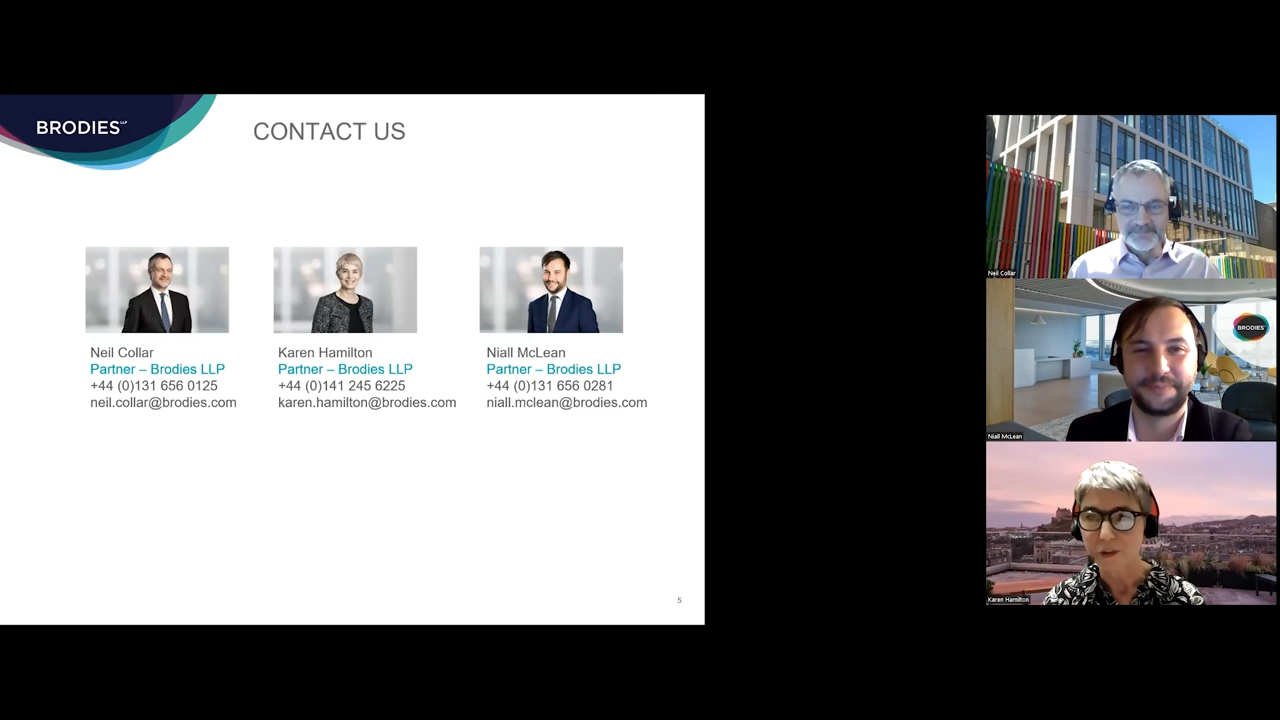 BRODIES LLP
CONTACT US
Neil Collar
Partner – Brodies LLP
+44 (0)131 656 0125
neil.collar@brodies.com
Karen Hamilton
Partner – Brodies LLP
+44 (0)141 245 6225
karen.hamilton@brodies.com
Niall McLean
Partner – Brodies LLP
+44 (0)131 656 0281
niall.mclean@brodies.com
5
Neil Collar
BRODIES
Niall McLean
Karen Hamilton